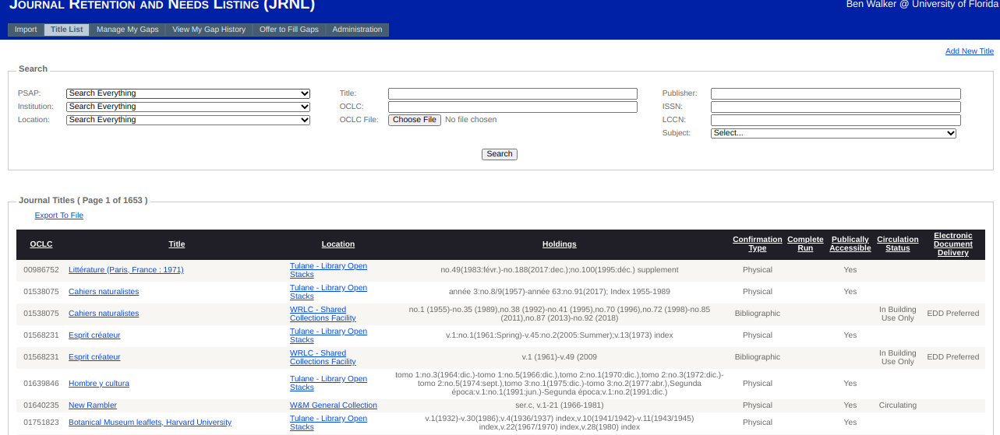 JOURNAL RETENTION AND NEEDS LISTING (JRNL)
Ben Walker @ University of Florida
Import Title List Manage My Gaps View My Gap History Offer to Fill Gaps Administration
Add New Title
Search
PSAP: Search Everything Title: Publisher:
Institution: Search Everything OCLC: ISSN:
Location: Search Everything OCLC File: Choose File No file chosen LCCN:
Subject: Select...
Search
Journal Titles ( Page 1 of 1653 )
Export To File
OCLC Title Location Holdings Confirmation Type Complete Run Publically Accessible Circulation Status Electronic Document Delivery
00986752 Littérature (Paris, France : 1971) Tulane - Library Open Stacks no.49(1983:févr.)-no.188(2017:dec.);no.100(1995:déc.) supplement Physical Yes
01538075 Cahiers naturalistes Tulane - Library Open Stacks année 3:no.8/9(1957)-année 63:no.91(2017); Index 1955-1989 Physical Yes
01538075 Cahiers naturalistes WRLC - Shared Collections Facility no.1 (1955)-no.35 (1989),no.38 (1992)-no.41 (1995),no.70 (1996),no.72 (1998)-no.85 (2011),no.87 (2013)-no.92 (2018) Bibliographic In Building Use Only EDD Preferred
01568231 Esprit créateur Tulane - Library Open Stacks v.1:no.1(1961:Spring)-v.45:no.2(2005:Summer);v.13(1973) index Physical Yes
01568231 Esprit créateur WRLC - Shared Collections Facility v.1 (1961)-v.49 (2009 Bibliographic In Building Use Only EDD Preferred
01639846 Hombre y cultura Tulane - Library Open Stacks tomo 1:no.3(1964:dic.)-tomo 1:no.5(1966:dic.),tomo 2:no.1(1970:dic.),tomo 2:no.3(1972:dic.)-tomo 2:no.5(1974:sept.),tomo 3:no.1(1975:dic.)-tomo 3:no.2(1977:abr.),Segunda época:v.1:no.1(1991:jun.)-Segunda época:v.1:no.2(1991:dic.) Physical Yes
01640235 New Rambler W&M General Collection ser.c, v.1-21 (1966-1981) Physical Yes Circulating
01751823 Botanical Museum leaflets, Harvard University Tulane - Library Open Stacks v.1(1932)-v.30(1986);v.4(1936/1937) index,v.10(1941/1942)-v.11(1943/1945) index,v.22(1967/1970) index,v.28(1980) index Physical Yes